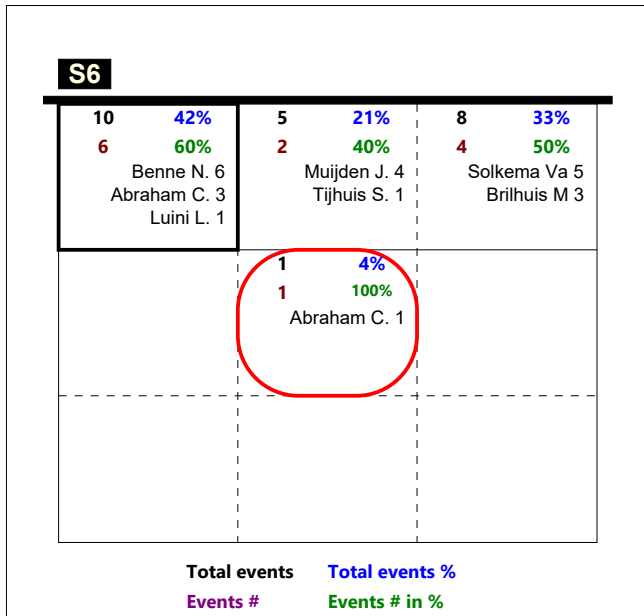 S6
10 42% 5 21% 8 33%
6 60% 2 40% 4 50%
Benne N. 6 Muijden J. 4 Solkema Va 5
Abraham C. 3 Tijhuis S. 1 Brilhuis M 3
Luini L. 1
1 4%
1 100%
Abraham C. 1
Total events Total events %
Events # Events # in %